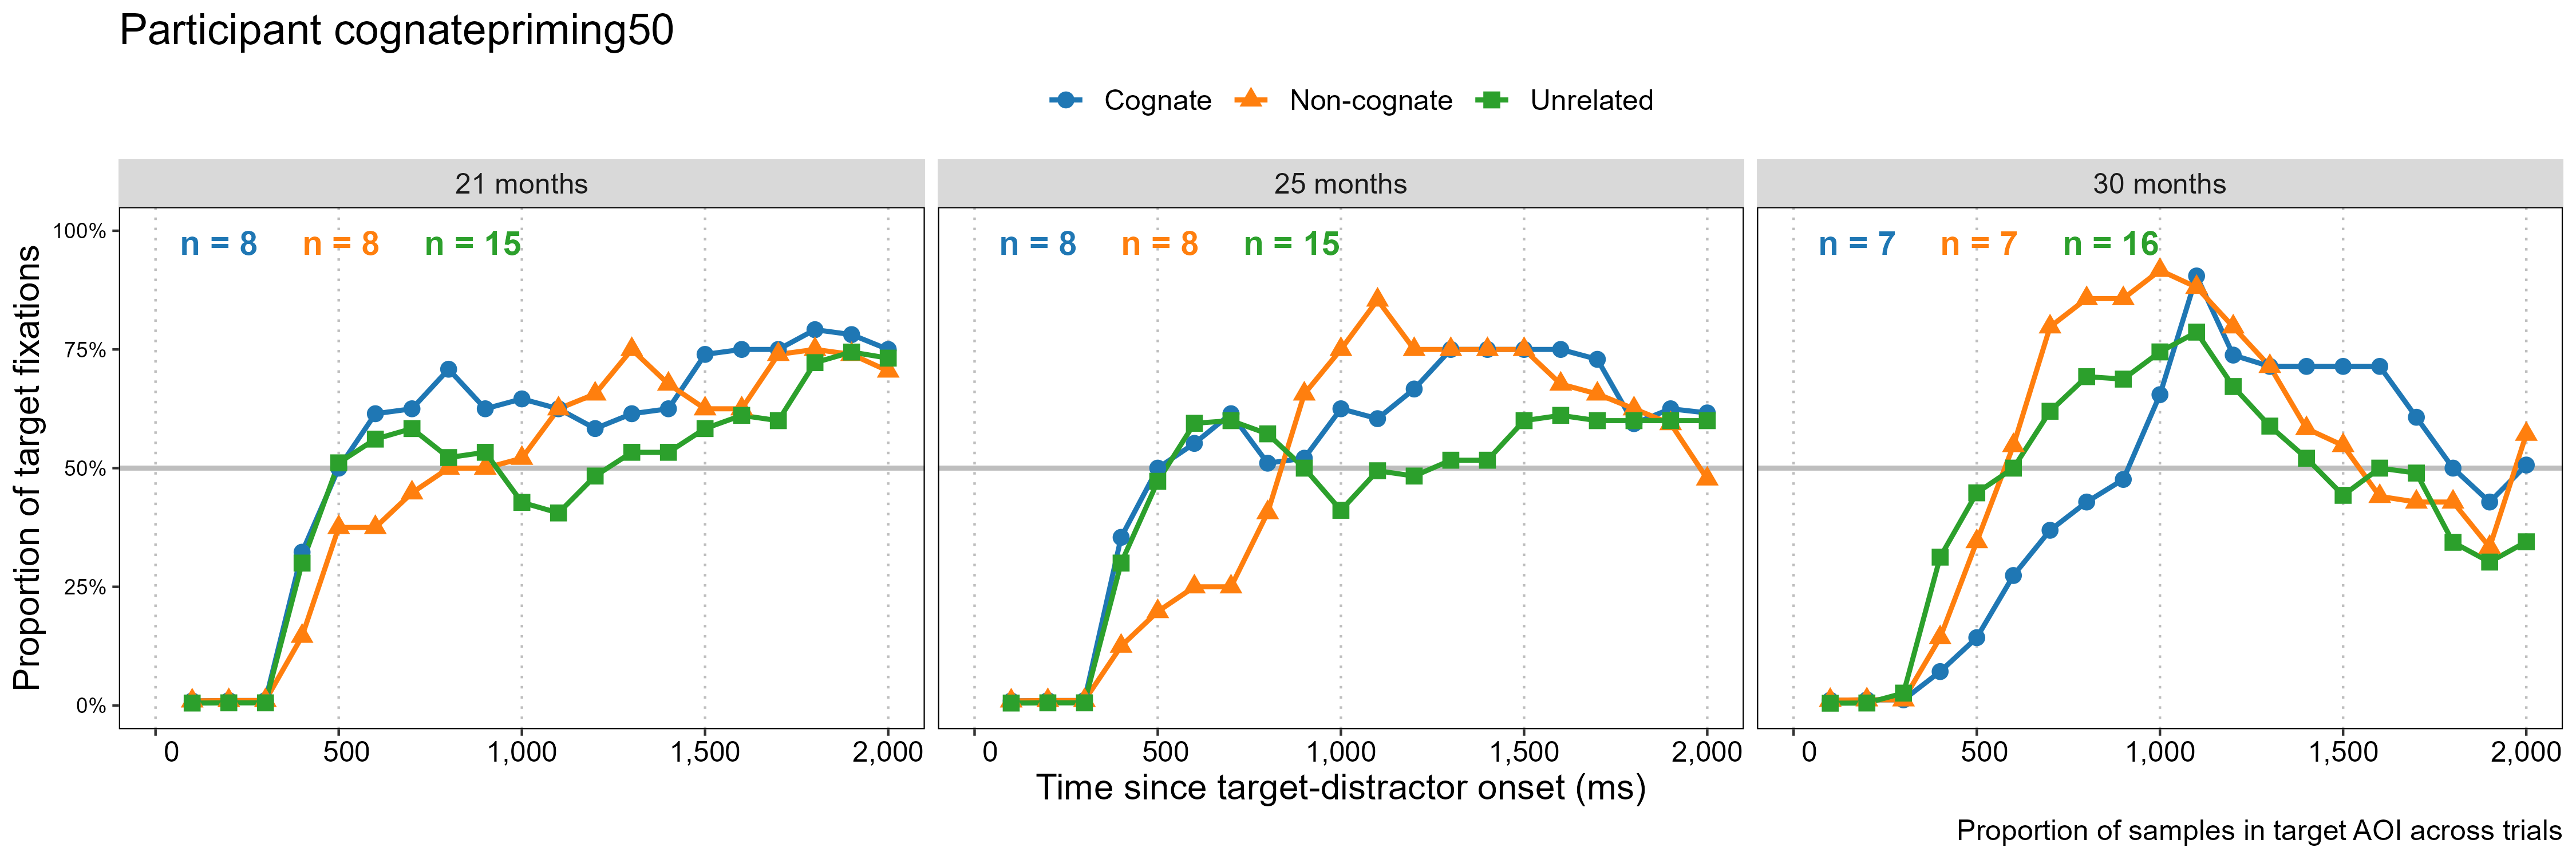 Participant cognatepriming50
Cognate Non-cognate Unrelated
21 months 25 months 30 months
n = 8 n = 8 n = 15 n = 8 n = 8 n = 15 n = 7 n = 7 n = 16
100%
75%
50%
25%
0%
Proportion of target fixations
0 500 1,000 1,500 2,000 0 500 1,000 1,500 2,000 0 500 1,000 1,500 2,000
Time since target-distractor onset (ms)
Proportion of samples in target AOI across trials